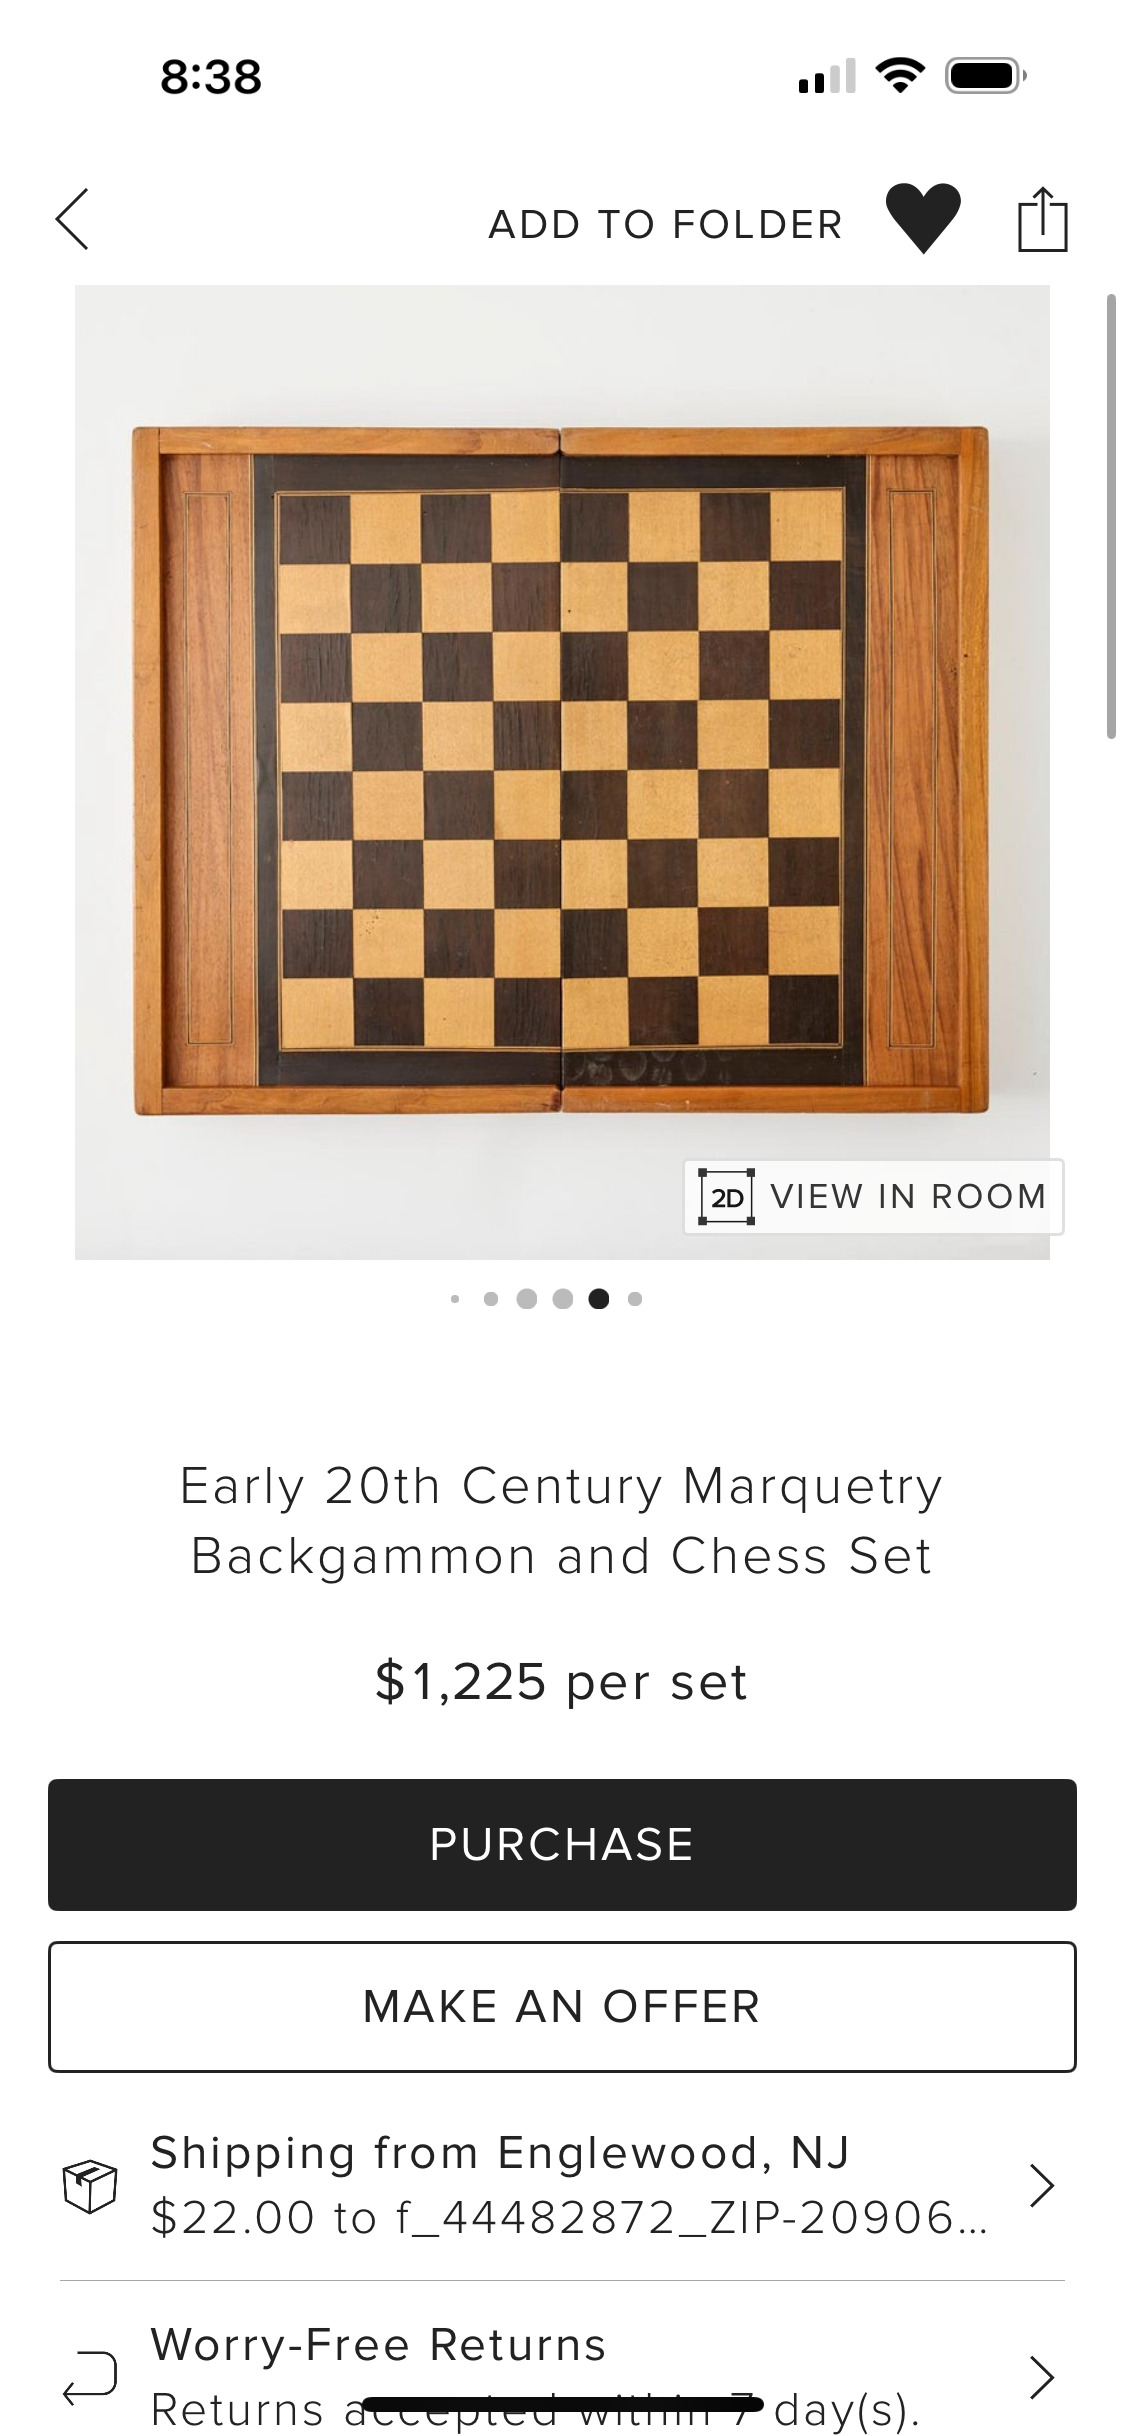 8:38
ADD TO FOLDER
2D VIEW IN ROOM
Early 20th Century Marquetry
Backgammon and Chess Set
$1,225 per set
PURCHASE
MAKE AN OFFER
Shipping from Englewood, NJ
$22.00 to f_44482872_ZIP-20906...
Worry-Free Returns
Returns accepted within 7 day(s).